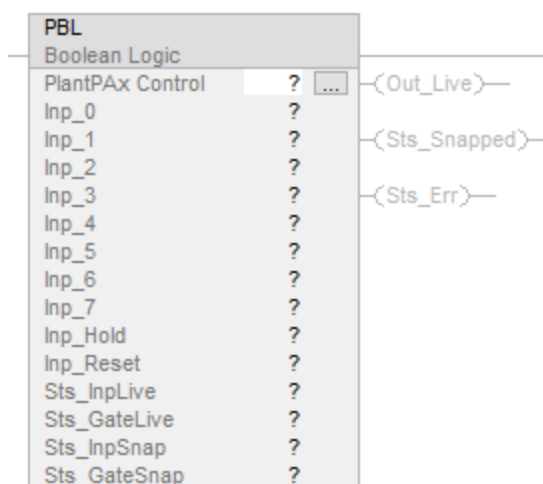 PBL
Boolean Logic
PlantPAx Control ? ... (Out_Live)
Inp_0 ?
Inp_1 ? (Sts_Snapped)
Inp_2 ?
Inp_3 ? (Sts_Err)
Inp_4 ?
Inp_5 ?
Inp_6 ?
Inp_7 ?
Inp_Hold ?
Inp_Reset ?
Sts_InpLive ?
Sts_GateLive ?
Sts_InpSnap ?
Sts_GateSnap ?